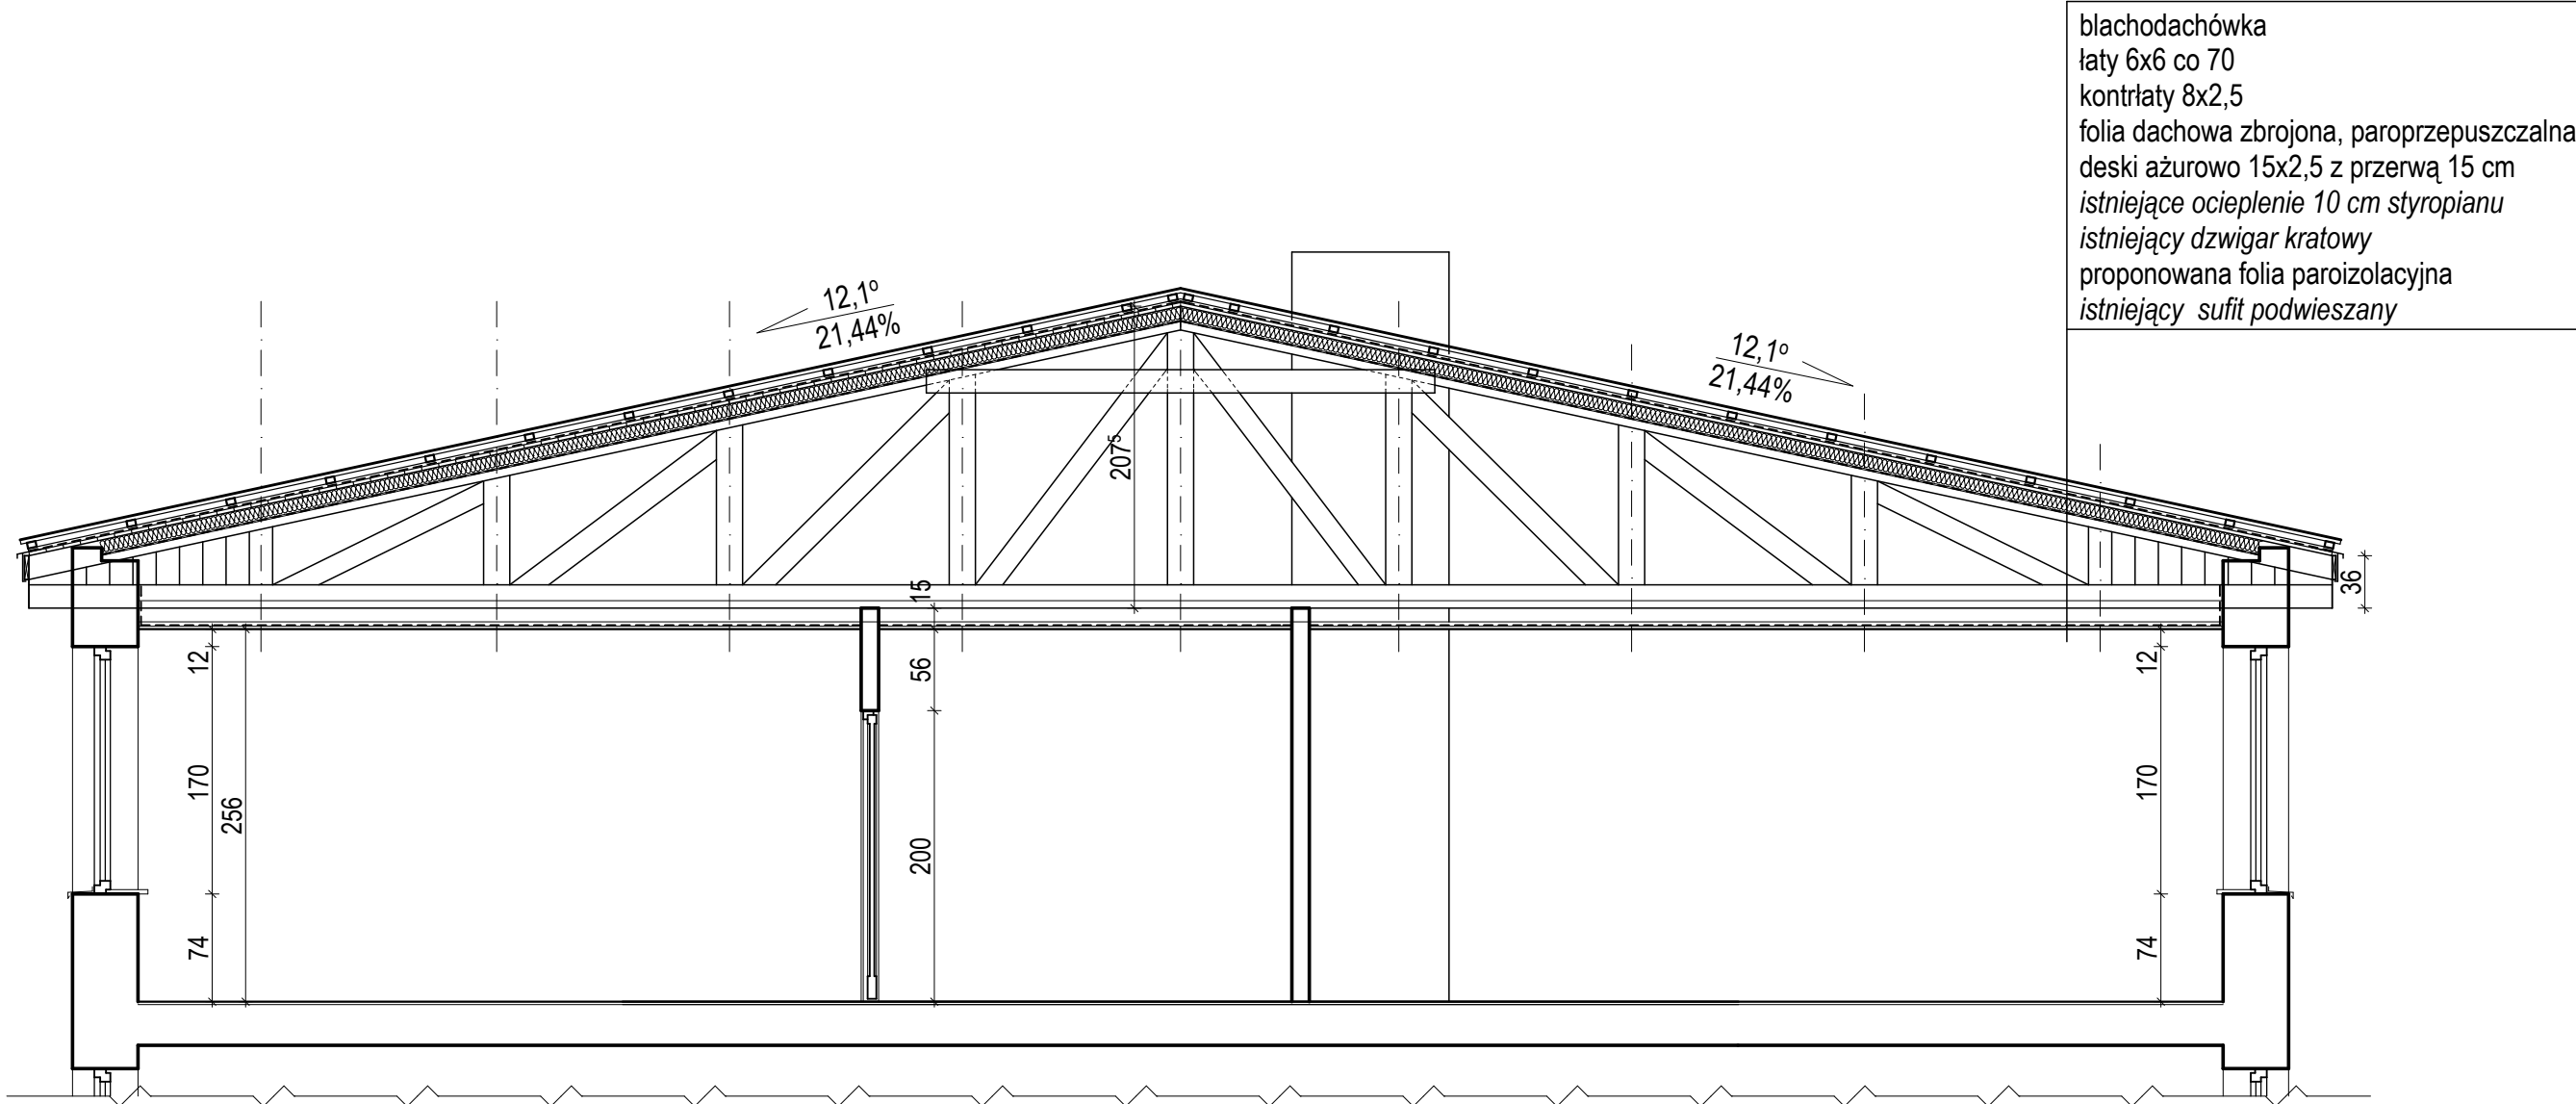 blachodachówka
łaty 6x6 co 70
kontrłaty 8x2,5
folia dachowa zbrojona, paroprzepuszczalna
deski ażurowo 15x2,5 z przerwą 15 cm
istniejące ocieplenie 10 cm styropianu
istniejący dzwigar kratowy
proponowana folia paroizolacyjna
istniejący sufit podwieszany
12,1º
21,44%
12,1º
21,44%
207⁵
15
36
12
56
12
170
256
200
170
74
74